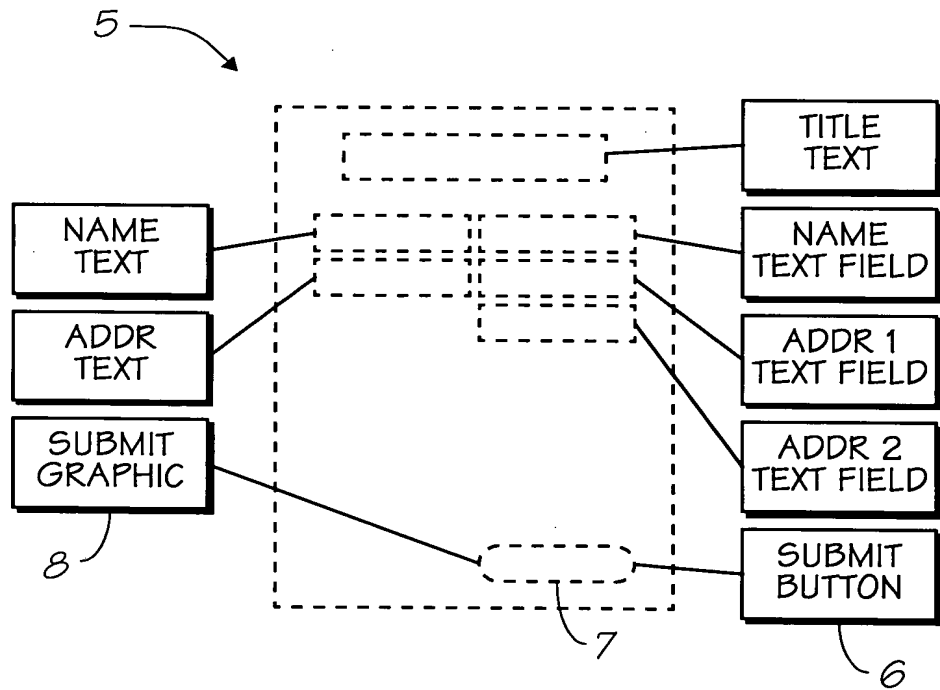 5
TITLE
TEXT
NAME
TEXT
NAME
TEXT FIELD
ADDR
TEXT
ADDR 1
TEXT FIELD
SUBMIT
GRAPHIC
ADDR 2
TEXT FIELD
8
SUBMIT
BUTTON
7
6